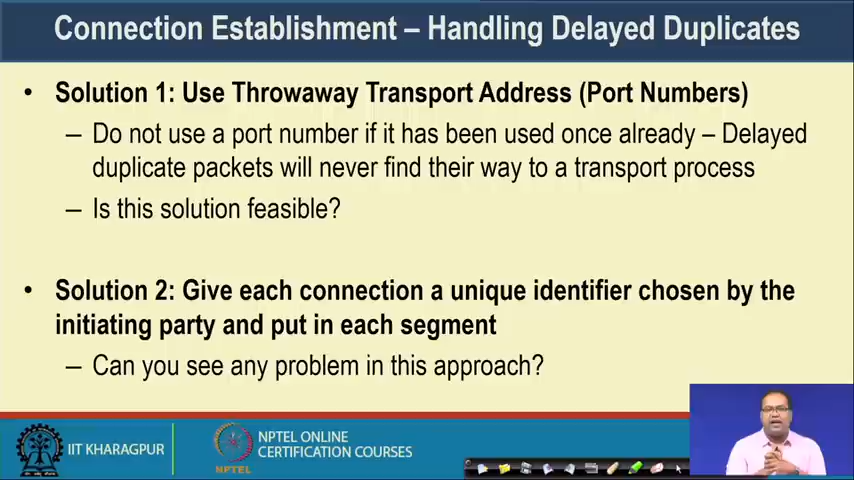 Connection Establishment – Handling Delayed Duplicates
• Solution 1: Use Throwaway Transport Address (Port Numbers)
– Do not use a port number if it has been used once already – Delayed
duplicate packets will never find their way to a transport process
– Is this solution feasible?
• Solution 2: Give each connection a unique identifier chosen by the
initiating party and put in each segment
– Can you see any problem in this approach?
IIT KHARAGPUR
NPTEL
NPTEL ONLINE
CERTIFICATION COURSES